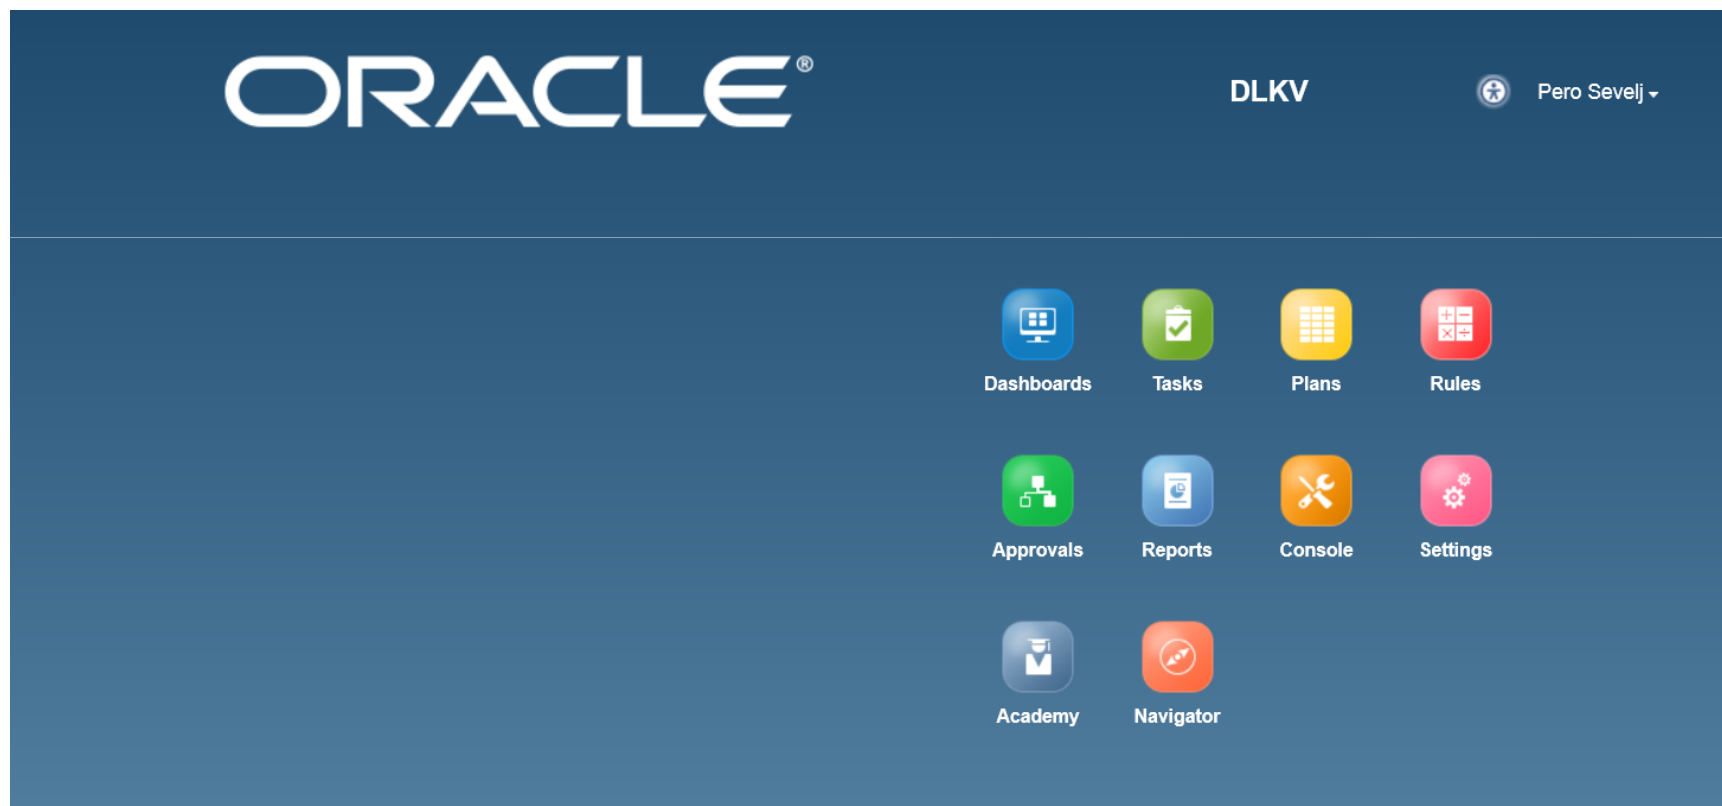 ORACLE®
DLKV
Pero Sevelj
Dashboards
Tasks
Plans
Rules
Approvals
Reports
Console
Settings
Academy
Navigator